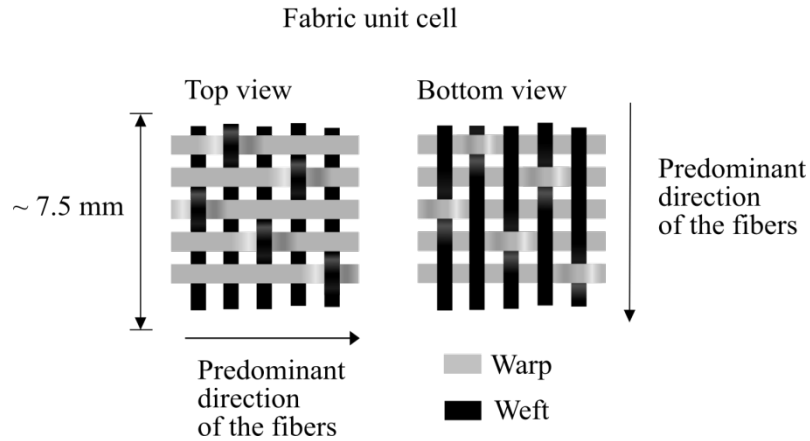 Fabric unit cell
Top view
Bottom view
~ 7.5 mm
Predominant
direction
of the fibers
Predominant
direction
of the fibers
Warp
Weft